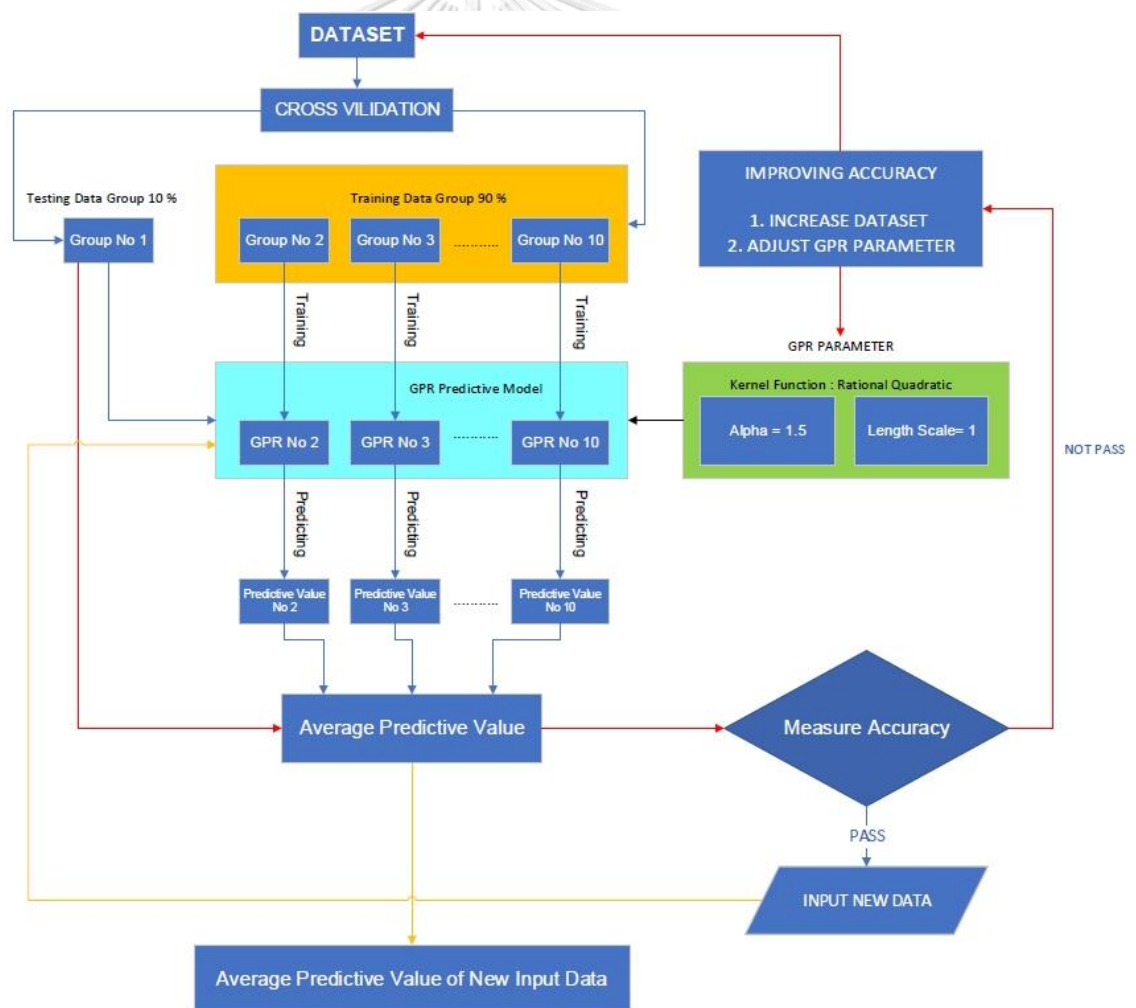 DATASET
CROSS VILIDATION
Testing Data Group 10 %
Group No 1
Training Data Group 90 %
Group No 2
Group No 3
...........
Group No 10
IMPROVING ACCURACY
1. INCREASE DATASET
2. ADJUST GPR PARAMETER
Training
Training
Training
GPR PARAMETER
GPR Predictive Model
GPR No 2
GPR No 3
...........
GPR No 10
Kernel Function : Rational Quadratic
Alpha = 1.5
Length Scale= 1
NOT PASS
Predicting
Predicting
Predicting
Predictive Value
No 2
Predictive Value
No 3
...........
Predictive Value
No 10
Average Predictive Value
Measure Accuracy
PASS
INPUT NEW DATA
Average Predictive Value of New Input Data